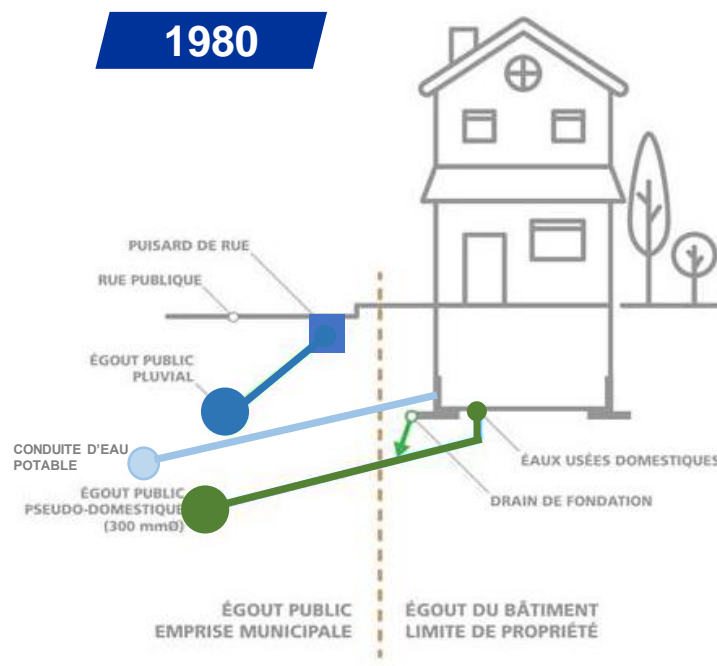 1980
PUISARD DE RUE
RUE PUBLIQUE
ÉGOUT PUBLIC
PLUVIAL
CONDUITE D'EAU
POTABLE
ÉGOUT PUBLIC
PSEUDO-DOMESTIQUE
(300 mmØ)
ÉAUX USÉES DOMESTIQUES
DRAIN DE FONDATION
ÉGOUT PUBLIC
EMPRISE MUNICIPALE
ÉGOUT DU BÂTIMENT
LIMITE DE PROPRIÉTÉ